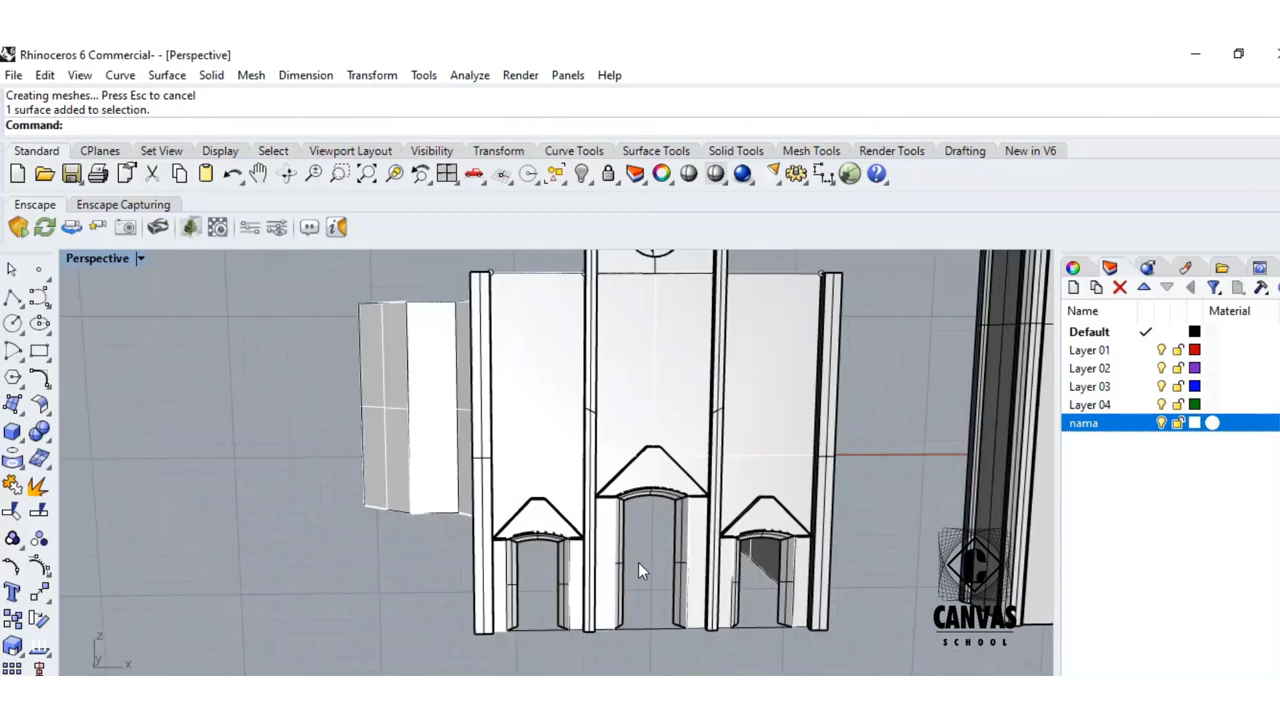 Rhinoceros 6 Commercial- - [Perspective]
File Edit View Curve Surface Solid Mesh Dimension Transform Tools Analyze Render Panels Help
Creating meshes... Press Esc to cancel
1 surface added to selection.
Command:
Standard CPlanes Set View Display Select Viewport Layout Visibility Transform Curve Tools Surface Tools Solid Tools Mesh Tools Render Tools Drafting New in V6
Enscape Enscape Capturing
Perspective
Name Material
Default
Layer 01
Layer 02
Layer 03
Layer 04
nama
CANVAS
SCHOOL
z
y x